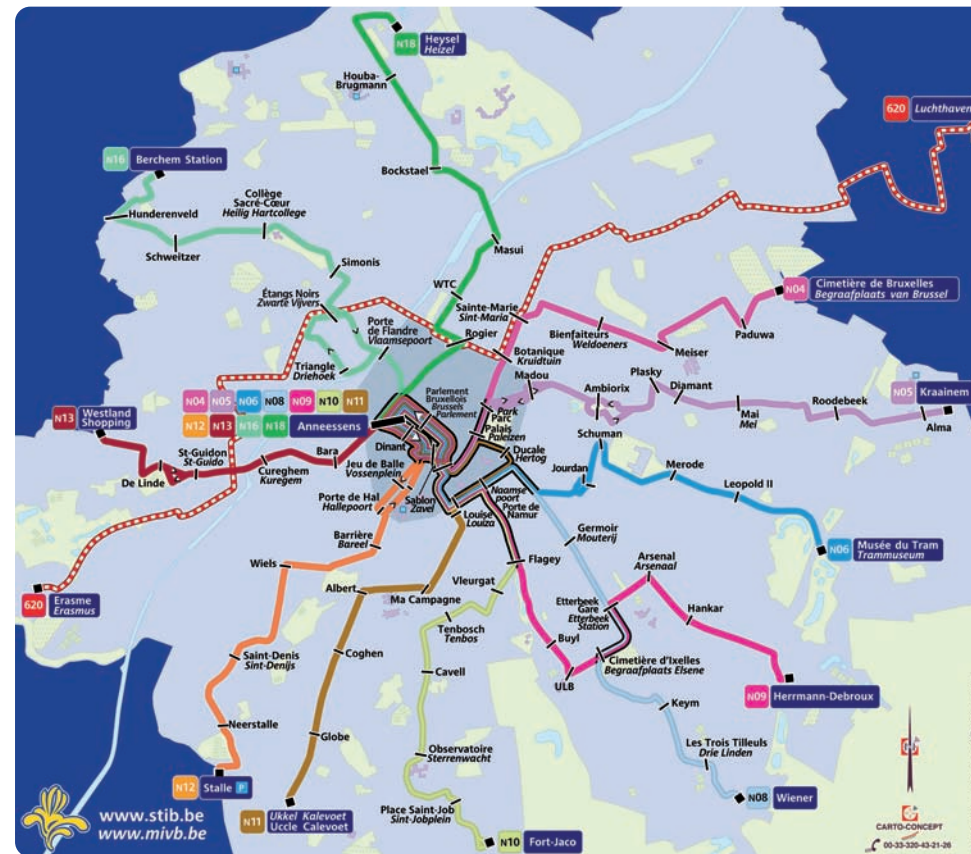 N18 Heysel
Heizel
Houba-
Brugmann
620 Luchthaven
N16 Berchem Station
Bockstael
Collège
Sacré-Cœur
Heilig Hartcollege
Hunderenveld
Schweitzer
Masui
Simonis
WTC
N04 Cimetière de Bruxelles
Begraafplaats van Brussel
Étangs Noirs
Zwarte Vijvers
Sainte-Marie
Sint-Maria
Porte
de Flandre
Vlaamsepoort
Rogier
Bienfaiteurs
Weldoeners
Paduwa
Meiser
Botanique
Kruidtuin
Triangle
Driehoek
Madou
Ambiorix
Plasky
Diamant
N05 Kraainem
Roodebeek
Mai
Mei
Alma
N04 N05 N06 N08 N09 N10 N11
N12 N13 N16 N18 Anneessens
Parlement
Bruxellois
Brussels
Parlement
Park
Parc
Palais
Paleizen
N13 Westland
Shopping
Dinant
Ducale
Hertog
Schuman
St-Guidon
St-Guido
Bara
De Linde
Cureghem
Kuregem
Jeu de Balle
Vossenplein
Jourdan
Merode
Leopold II
Porte de Hal
Hallepoort
Sablon
Zavel
Naamse
poort
Porte de
Namur
Louise
Louiza
Barrière
Bareel
Germoir
Mouterij
N06 Musée du Tram
Trammuseum
Wiels
Flagey
Arsenal
Arsenaal
620 Erasme
Erasmus
Albert
Vleurgat
Ma Campagne
Etterbeek
Gare
Etterbeek
Station
Hankar
Tenbosch
Tenbos
Buyl
Saint-Denis
Sint-Denijs
Coghen
Cavell
Cimetière d'Ixelles
Begraafplaats Elsene
ULB
N09 Herrmann-Debroux
Keym
Neerstalle
Globe
Observatoire
Sterrenwacht
Les Trois Tilleuls
Drie Linden
N12 Stalle P
N08 Wiener
www.stib.be
www.mivb.be
N11 Ukkel Kalevoet
Uccle Calevoet
Place Saint-Job
Sint-Jobplein
N10 Fort-Jaco
CARTO-CONCEPT
00-33-320-43-21-26